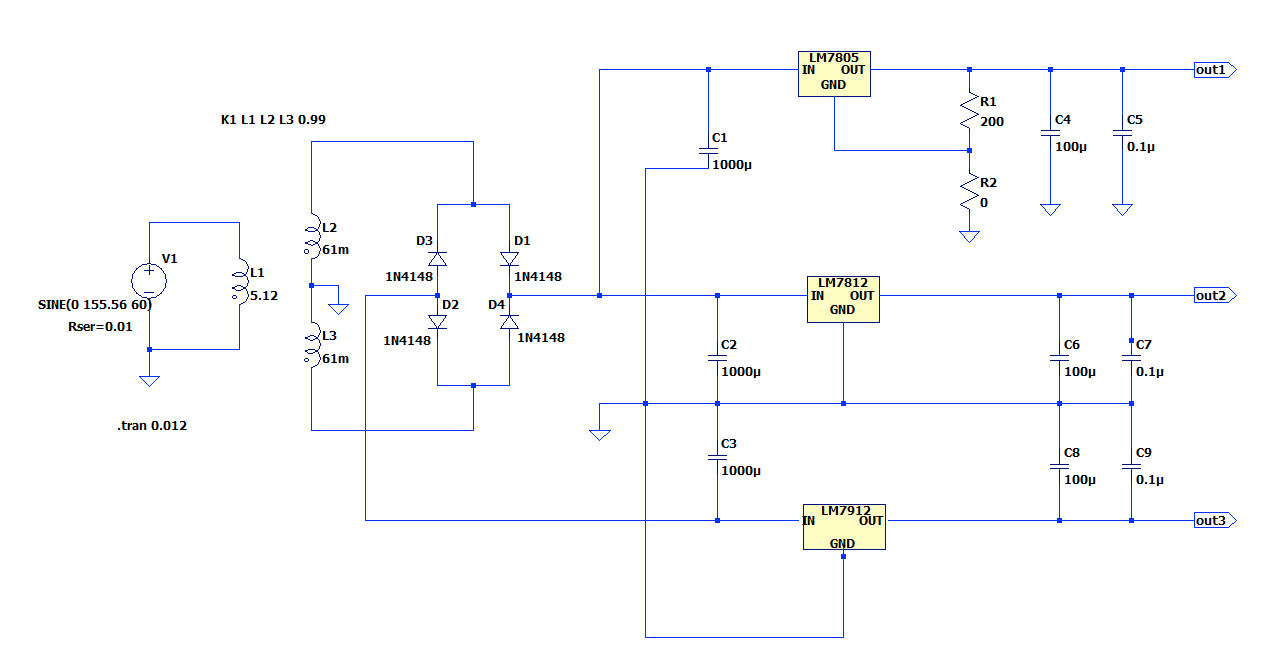 LM7805
IN OUT
GND
out1
R1
200
C4
100µ
C5
0.1µ
K1 L1 L2 L3 0.99
C1
1000µ
R2
0
L2
61m
D3
D1
1N4148
1N4148
V1
L1
5.12
SINE(0 155.56 60)
Rser=0.01
LM7812
IN OUT
GND
out2
D2
D4
1N4148
1N4148
L3
61m
C2
1000µ
C6
100µ
C7
0.1µ
.tran 0.012
C3
1000µ
C8
100µ
C9
0.1µ
LM7912
IN OUT
GND
out3